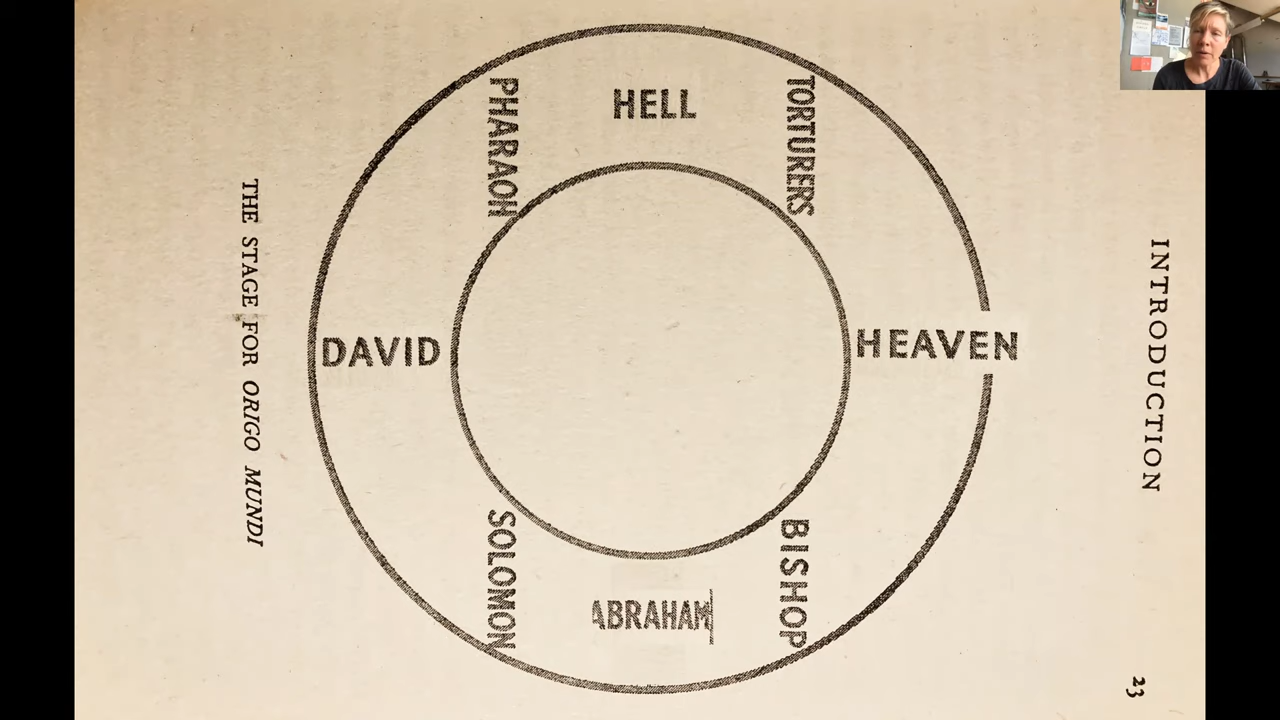 INTRODUCTION 23
HEAVEN
TORTURERS
BISHOP
HELL
ABRAHAM
PHARAOH
SOLOMON
DAVID
THE STAGE FOR ORIGO MUNDI